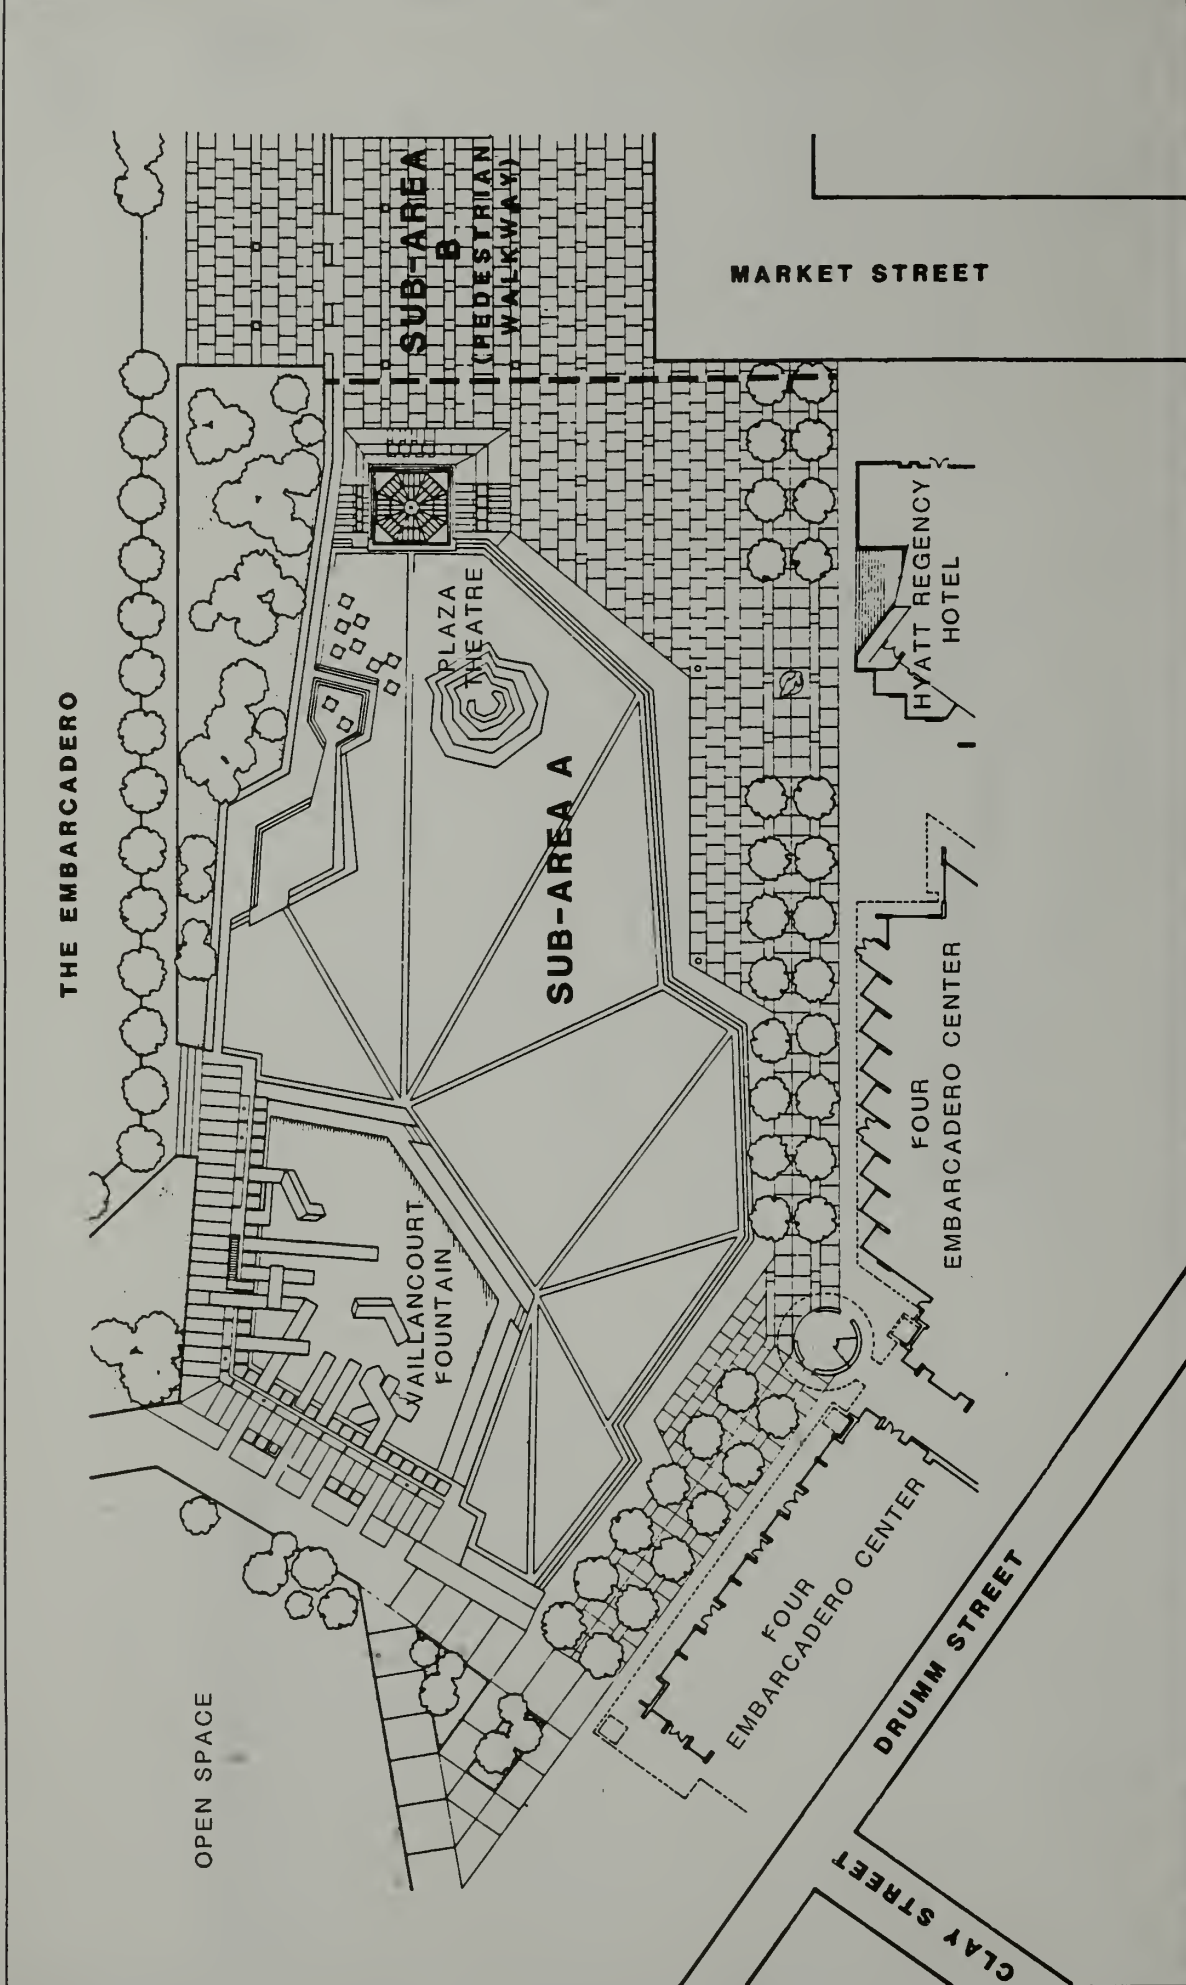 THE EMBARCADERO
SUB-AREA
B
(PEDESTRIAN
WALKWAY)
MARKET STREET
PLAZA
THEATRE
HYATT REGENCY
HOTEL
SUB-AREA A
VAILLANCOURT
FOUNTAIN
FOUR
EMBARCADERO CENTER
FOUR
EMBARCADERO CENTER
OPEN SPACE
DRUMM STREET
CLAY STREET